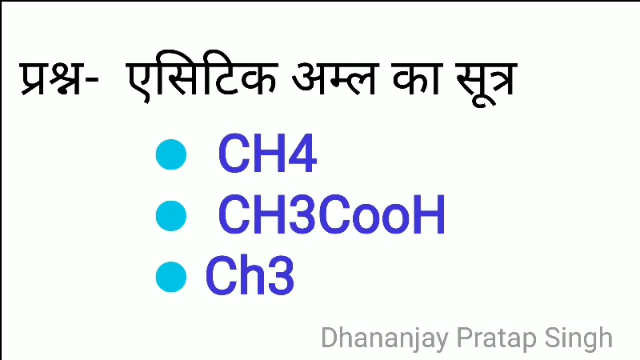 प्रश्न- एसिटिक अम्ल का सूत्र
CH4
CH3CooH
Ch3
Dhananjay Pratap Singh